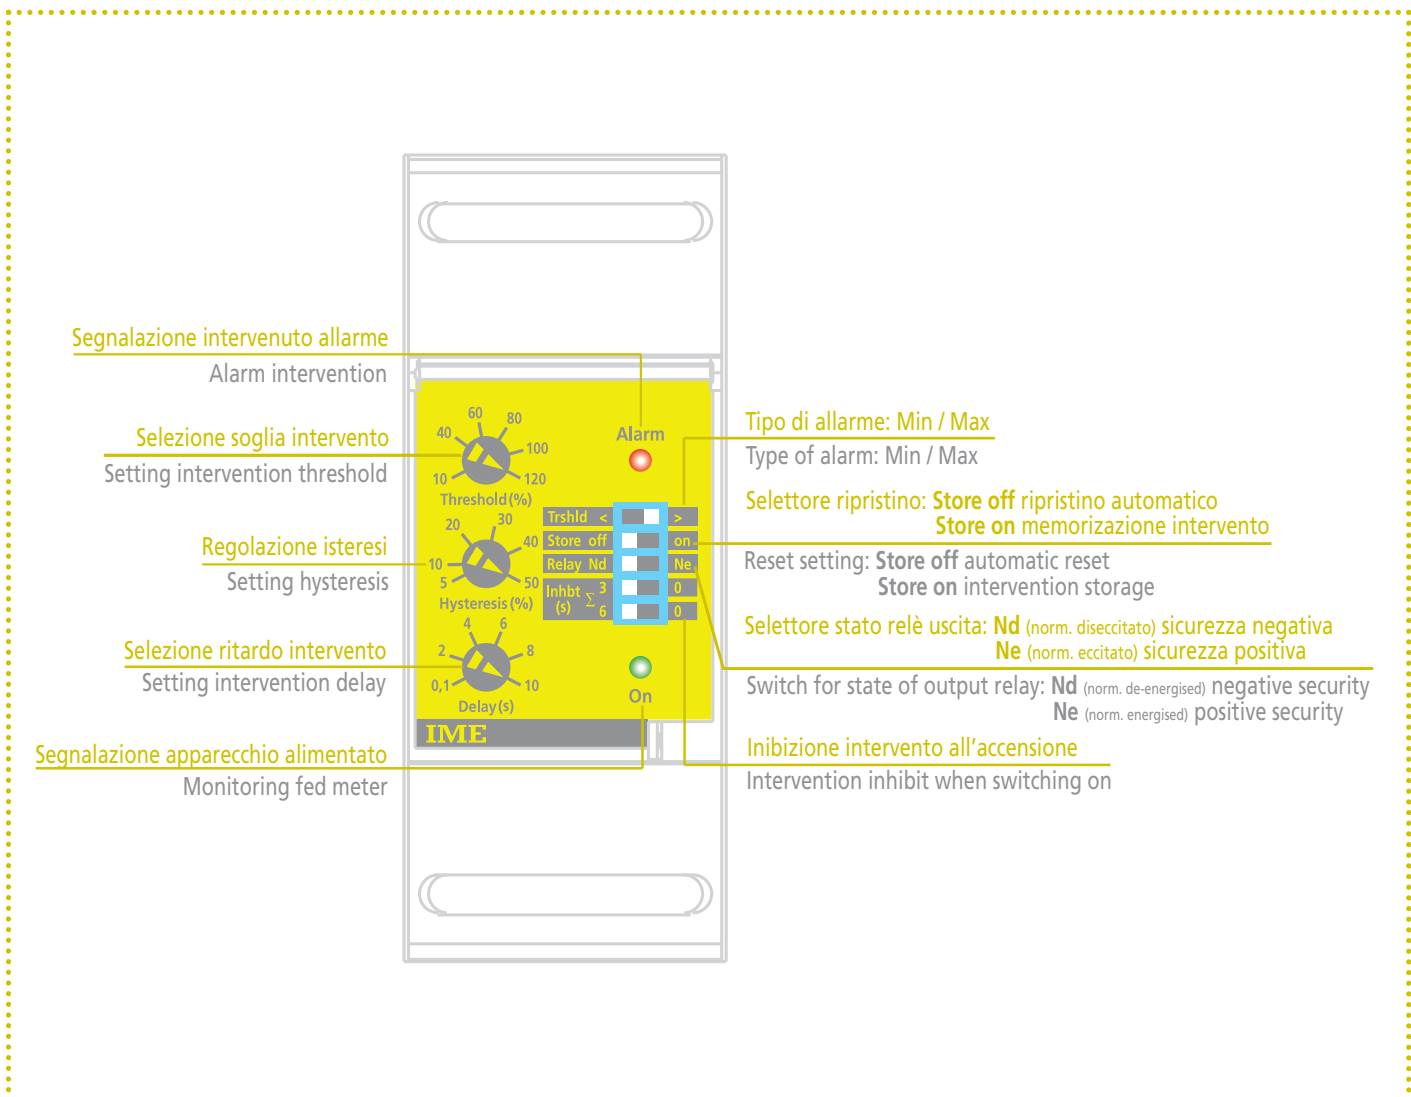 Segnalazione intervenuto allarme
Alarm intervention
Selezione soglia intervento
Setting intervention threshold
Regolazione isteresi
Setting hysteresis
Selezione ritardo intervento
Setting intervention delay
Segnalazione apparecchio alimentato
Monitoring fed meter
60
80
40
100
10
120
Threshold (%)
30
20
40
10
5
50
Hysteresis (%)
4
6
2
8
0,1
10
Delay (s)
IME
Alarm
Trshld < >
Store off on
Relay Nd Ne
Inhbt (s) ∑ 3 0
6 0
On
Tipo di allarme: Min / Max
Type of alarm: Min / Max
Selettore ripristino: Store off ripristino automatico
Store on memorizazione intervento
Reset setting: Store off automatic reset
Store on intervention storage
Selettore stato relè uscita: Nd (norm. diseccitato) sicurezza negativa
Ne (norm. eccitato) sicurezza positiva
Switch for state of output relay: Nd (norm. de-energised) negative security
Ne (norm. energised) positive security
Inibizione intervento all'accensione
Intervention inhibit when switching on